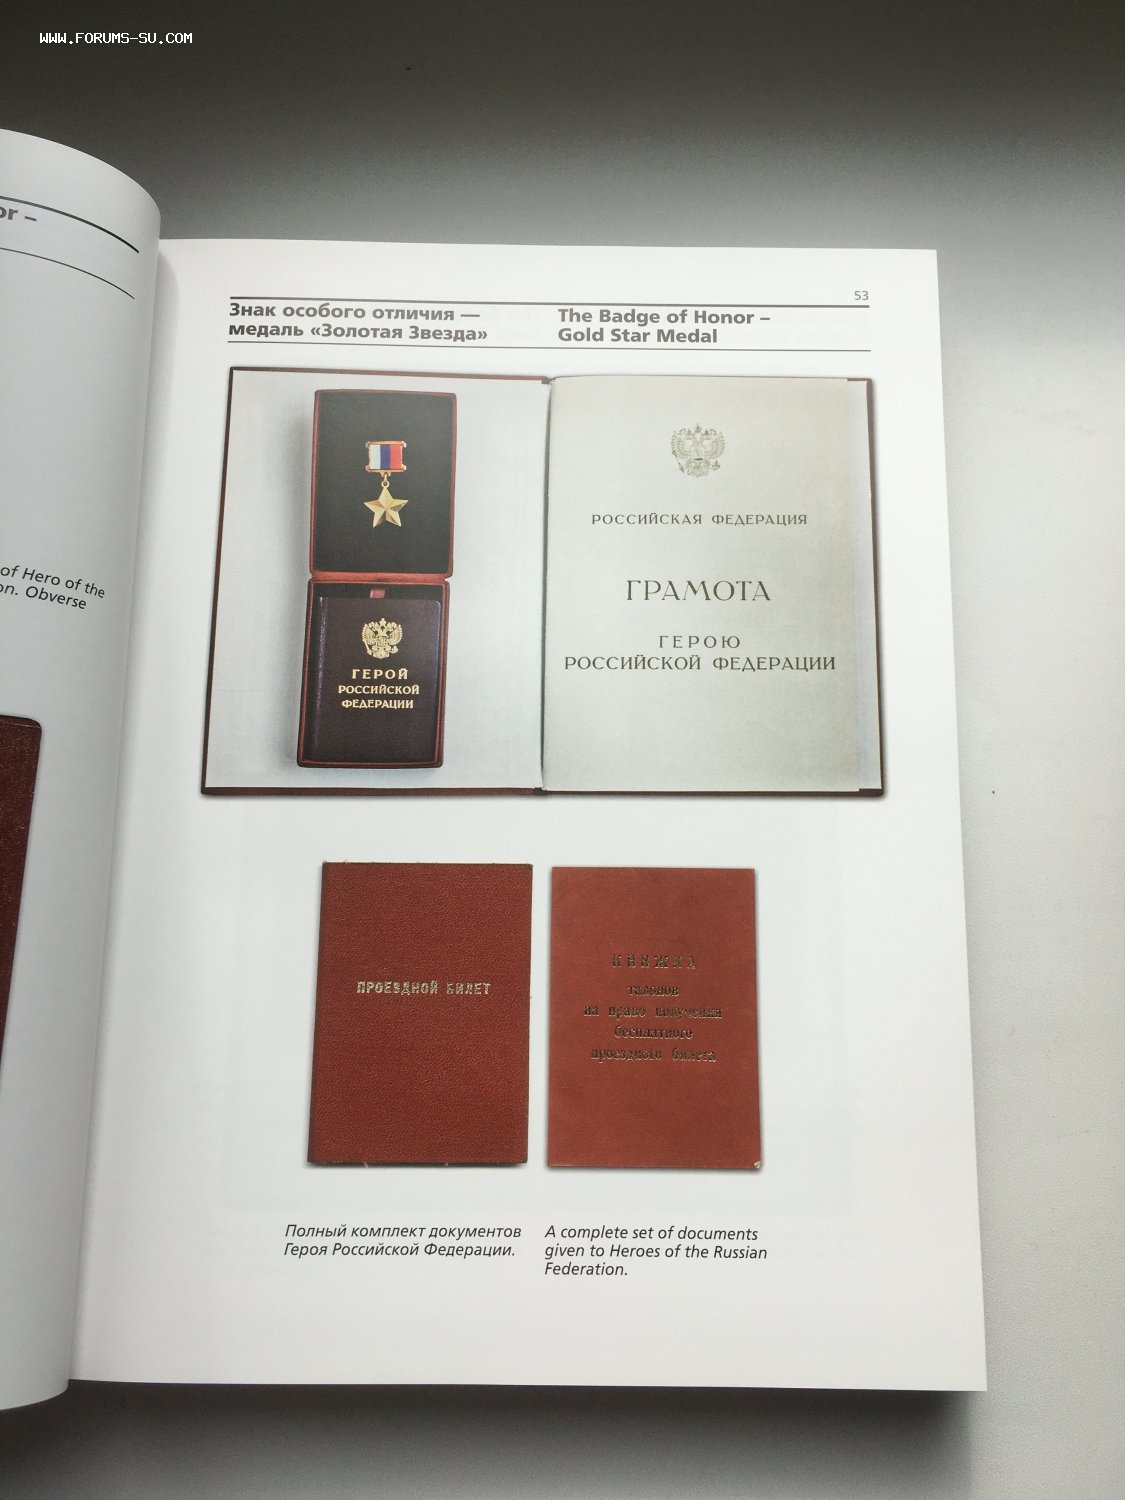 WWW.FORUMS-SU.COM
or –
of Hero of the
on. Obverse
53
Знак особого отличия —
медаль «Золотая Звезда»
The Badge of Honor –
Gold Star Medal
ГЕРОЙ
РОССИЙСКОЙ
ФЕДЕРАЦИИ
РОССИЙСКАЯ ФЕДЕРАЦИЯ
ГРАМОТА
ГЕРОЮ
РОССИЙСКОЙ ФЕДЕРАЦИИ
ПРОЕЗДНОЙ БИЛЕТ
КНИЖКА
талонов
на право получения
бесплатного
проездного билета
Полный комплект документов
Героя Российской Федерации.
A complete set of documents
given to Heroes of the Russian
Federation.